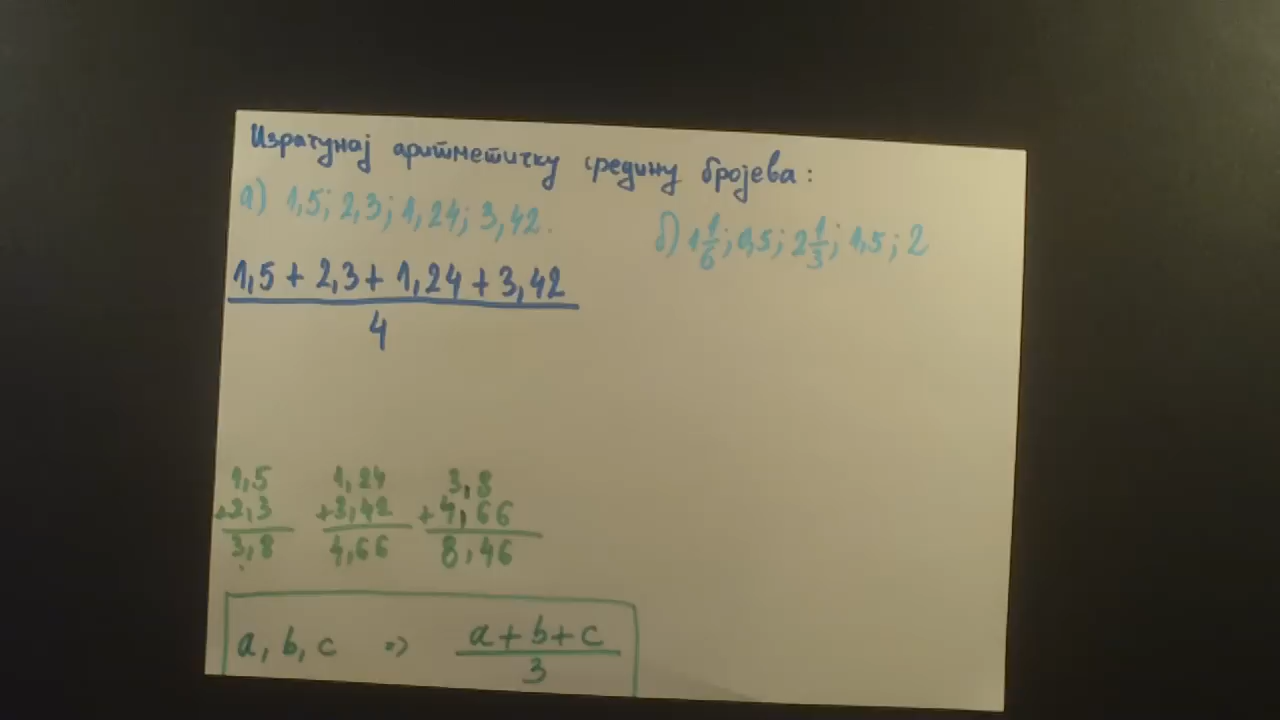 Израчунај аритметичку средину бројева:
а) 1,5; 2,3; 1,24; 3,42.
б) 1 1/6; 0,5; 2 1/3; 1,5; 2
1,5 + 2,3 + 1,24 + 3,42
4
1,5
+2,3
3,8
1,24
+3,42
4,66
3,8
+4,66
8,46
a, b, c ⇒ a+b+c
3